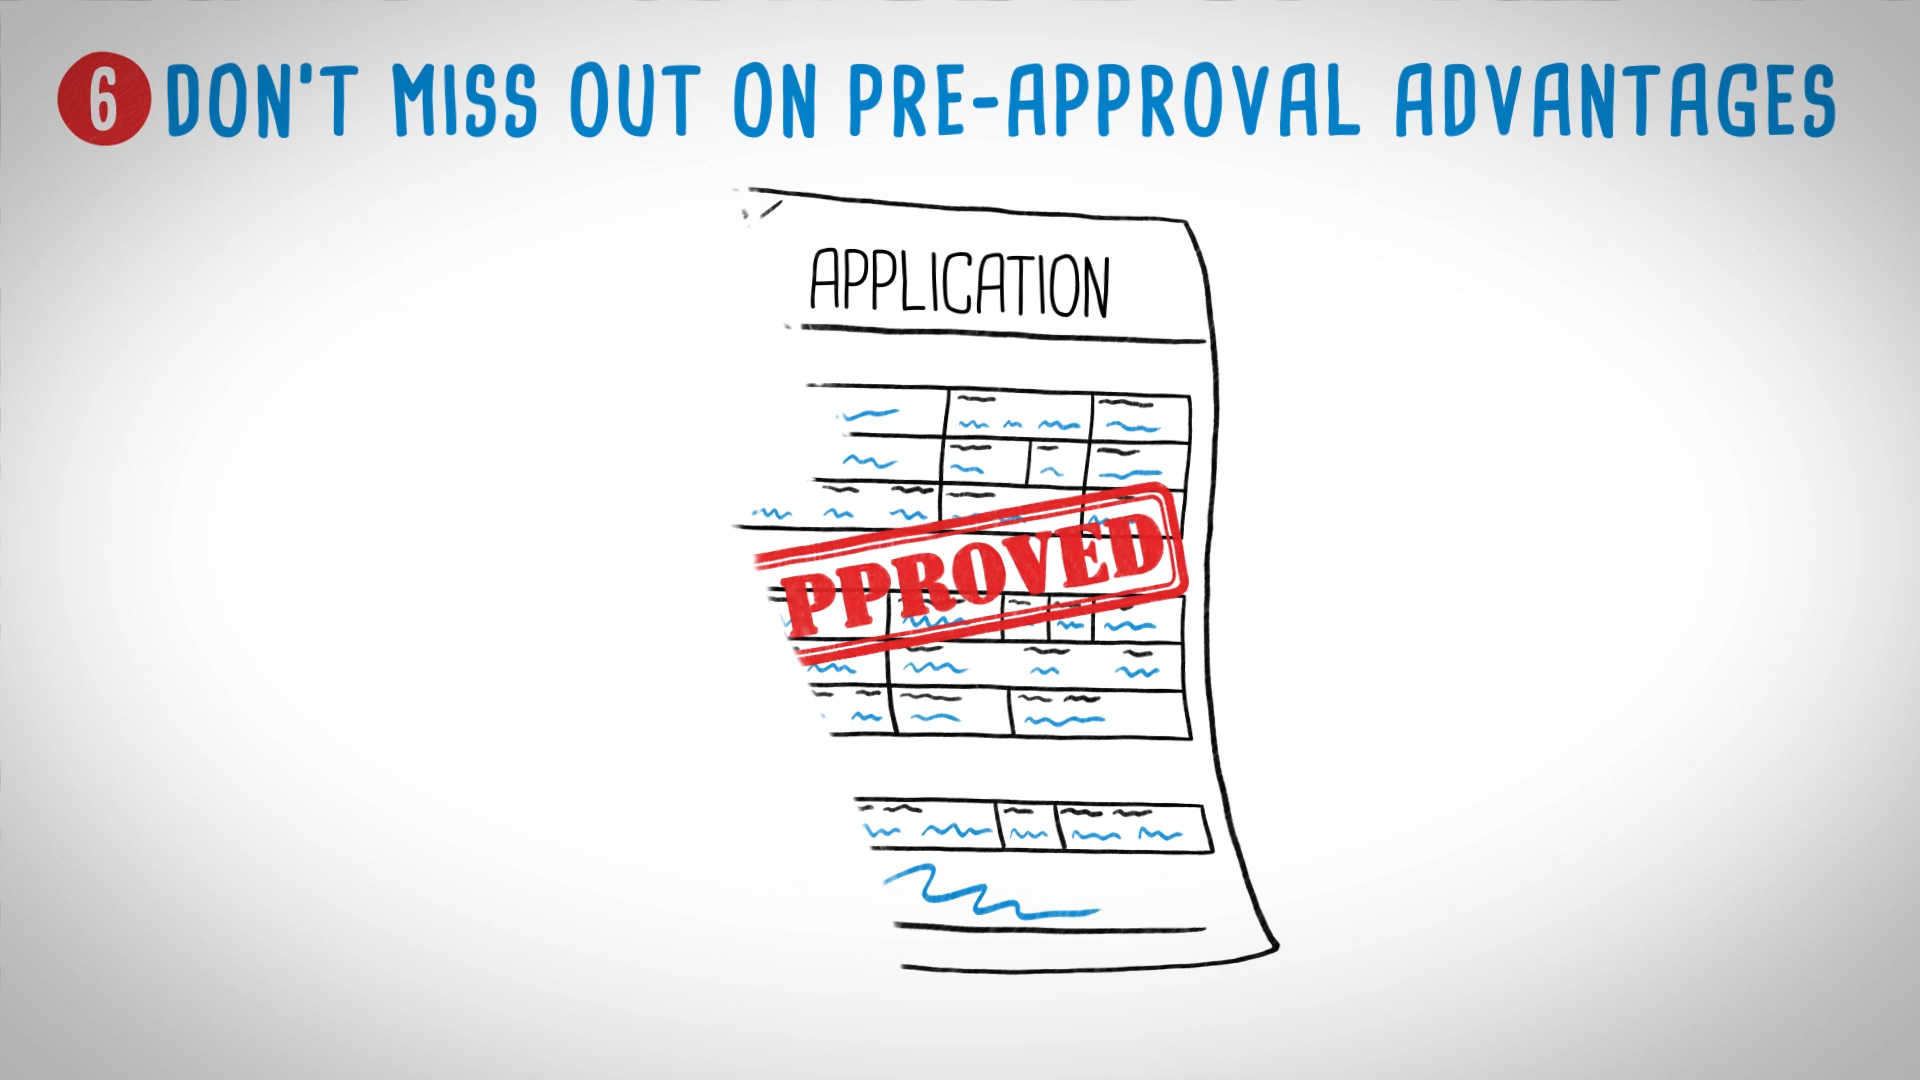 6 DON'T MISS OUT ON PRE-APPROVAL ADVANTAGES
APPLICATION
PPROVED